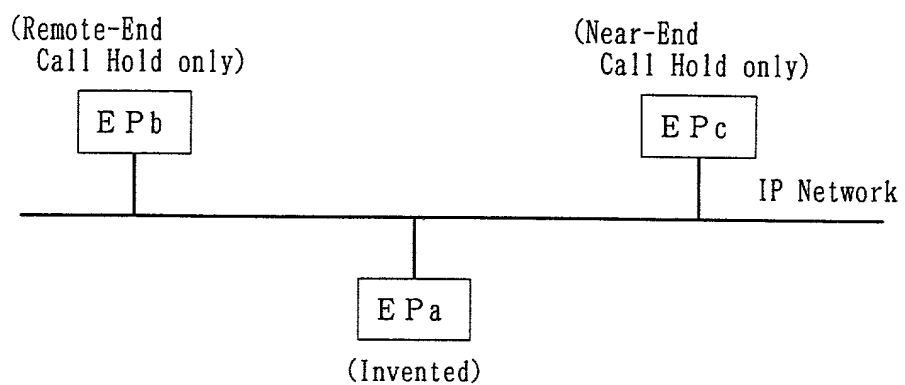 (Remote-End
Call Hold only)
(Near-End
Call Hold only)
EPb
EPc
IP Network
EPa
(Invented)